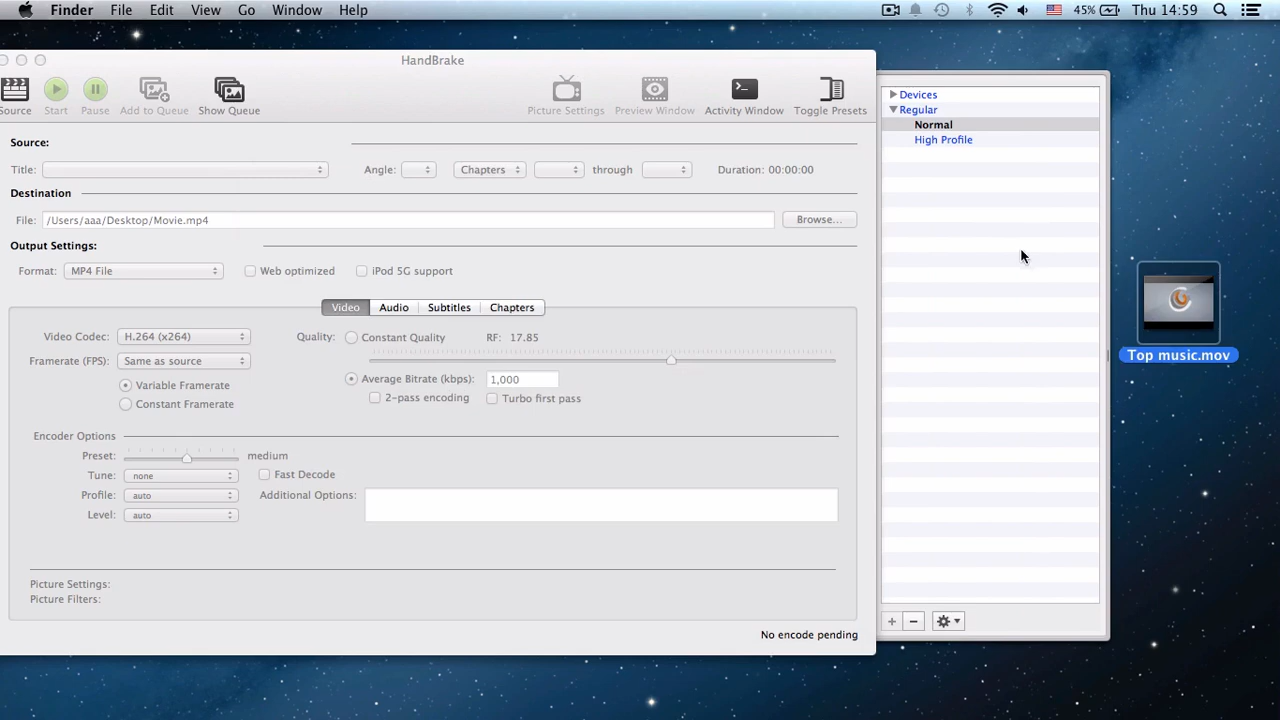 Finder File Edit View Go Window Help 45% Thu 14:59
HandBrake
Source Start Pause Add to Queue Show Queue Picture Settings Preview Window Activity Window Toggle Presets
Source:
Title: Angle: Chapters through Duration: 00:00:00
Destination
File: /Users/aaa/Desktop/Movie.mp4 Browse...
Output Settings:
Format: MP4 File Web optimized iPod 5G support
Video Audio Subtitles Chapters
Video Codec: H.264 (x264) Quality: Constant Quality RF: 17.85
Framerate (FPS): Same as source
Variable Framerate Average Bitrate (kbps): 1,000
Constant Framerate 2-pass encoding Turbo first pass
Encoder Options
Preset: medium
Tune: none Fast Decode
Profile: auto Additional Options:
Level: auto
Picture Settings:
Picture Filters:
No encode pending
Devices
Regular
Normal
High Profile
Top music.mov